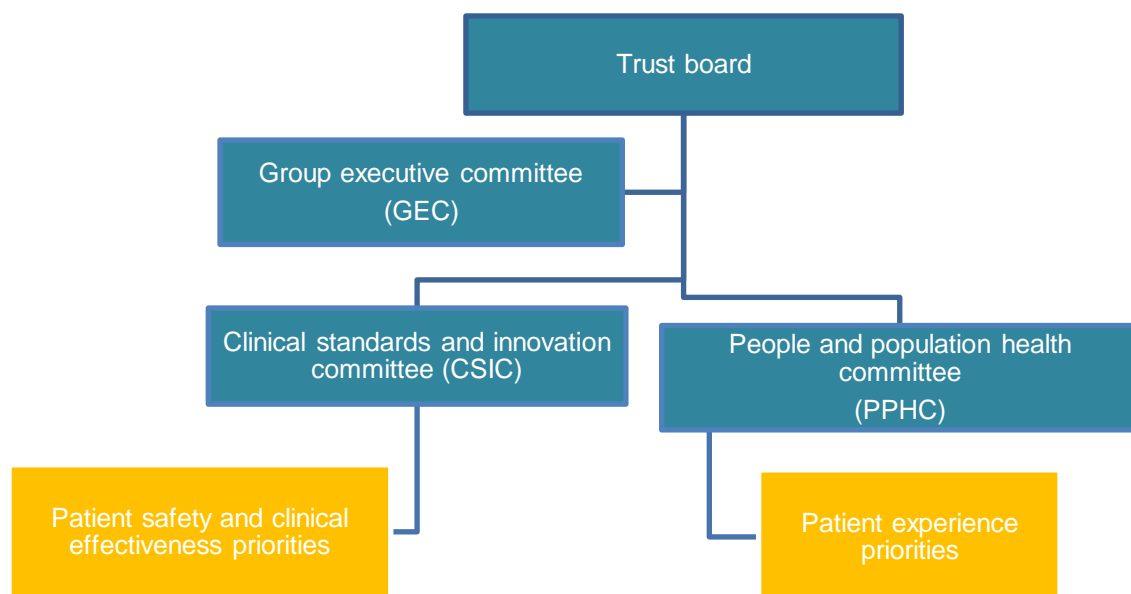 Trust board
Group executive committee
(GEC)
Clinical standards and innovation
committee (CSIC)
People and population health
committee
(PPHC)
Patient safety and clinical
effectiveness priorities
Patient experience
priorities